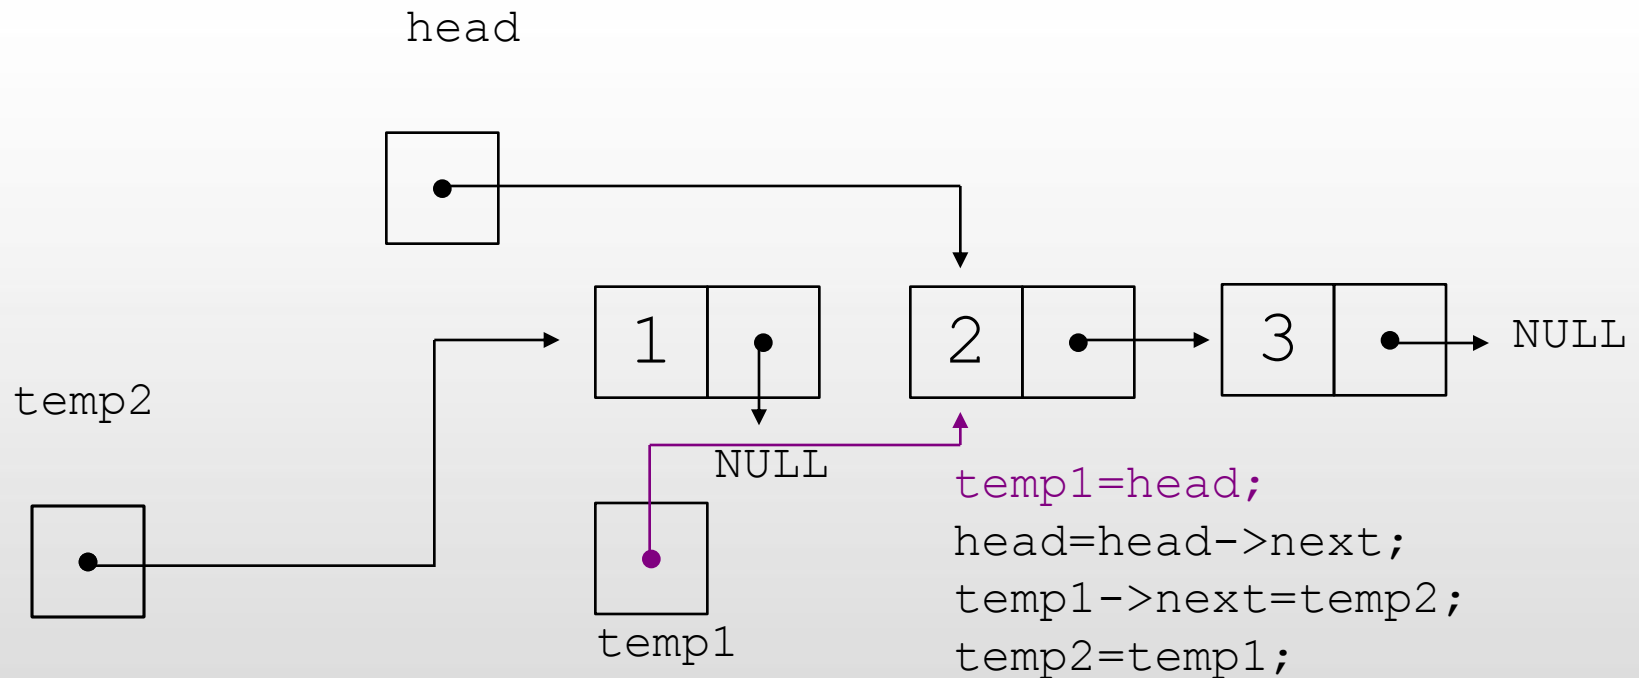 head
1
2
3
NULL
temp2
NULL
temp1=head;
head=head->next;
temp1->next=temp2;
temp1
temp2=temp1;